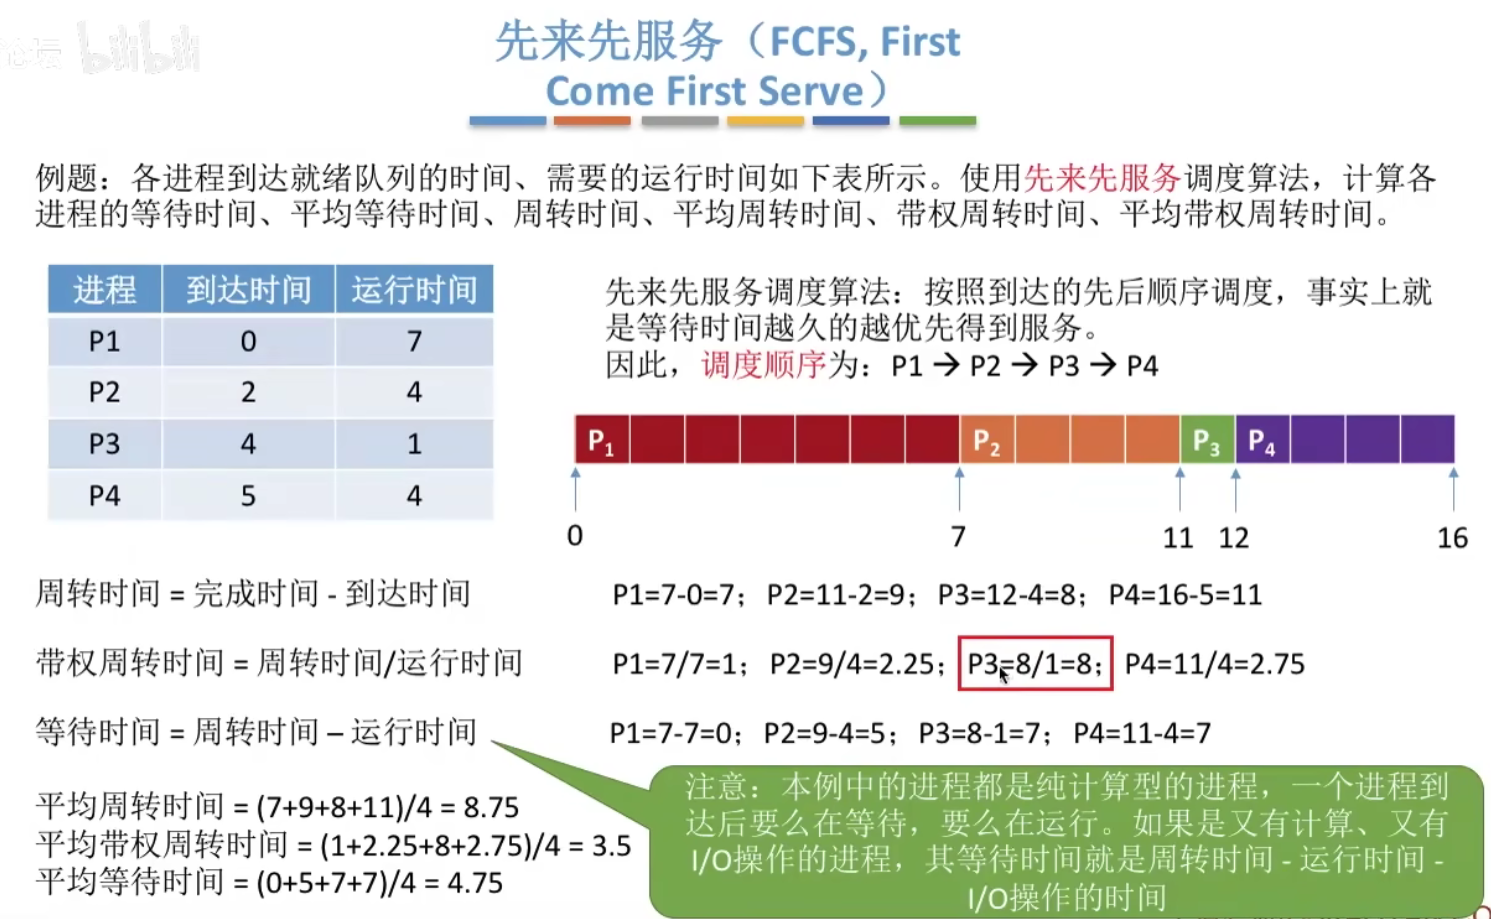 论坛 bilibili
先来先服务（FCFS, First
Come First Serve）
例题：各进程到达就绪队列的时间、需要的运行时间如下表所示。使用先来先服务调度算法，计算各
进程的等待时间、平均等待时间、周转时间、平均周转时间、带权周转时间、平均带权周转时间。
进程 到达时间 运行时间
P1 0 7
P2 2 4
P3 4 1
P4 5 4
先来先服务调度算法：按照到达的先后顺序调度，事实上就
是等待时间越久的越优先得到服务。
因此，调度顺序为：P1 → P2 → P3 → P4
P1 P2 P3 P4
0 7 11 12 16
周转时间 = 完成时间 - 到达时间
P1=7-0=7；P2=11-2=9；P3=12-4=8；P4=16-5=11
带权周转时间 = 周转时间/运行时间
P1=7/7=1；P2=9/4=2.25；P3=8/1=8；P4=11/4=2.75
等待时间 = 周转时间 – 运行时间
P1=7-7=0；P2=9-4=5；P3=8-1=7；P4=11-4=7
平均周转时间 = (7+9+8+11)/4 = 8.75
平均带权周转时间 = (1+2.25+8+2.75)/4 = 3.5
平均等待时间 = (0+5+7+7)/4 = 4.75
注意：本例中的进程都是纯计算型的进程，一个进程到
达后要么在等待，要么在运行。如果是又有计算、又有
I/O操作的进程，其等待时间就是周转时间 - 运行时间 -
I/O操作的时间